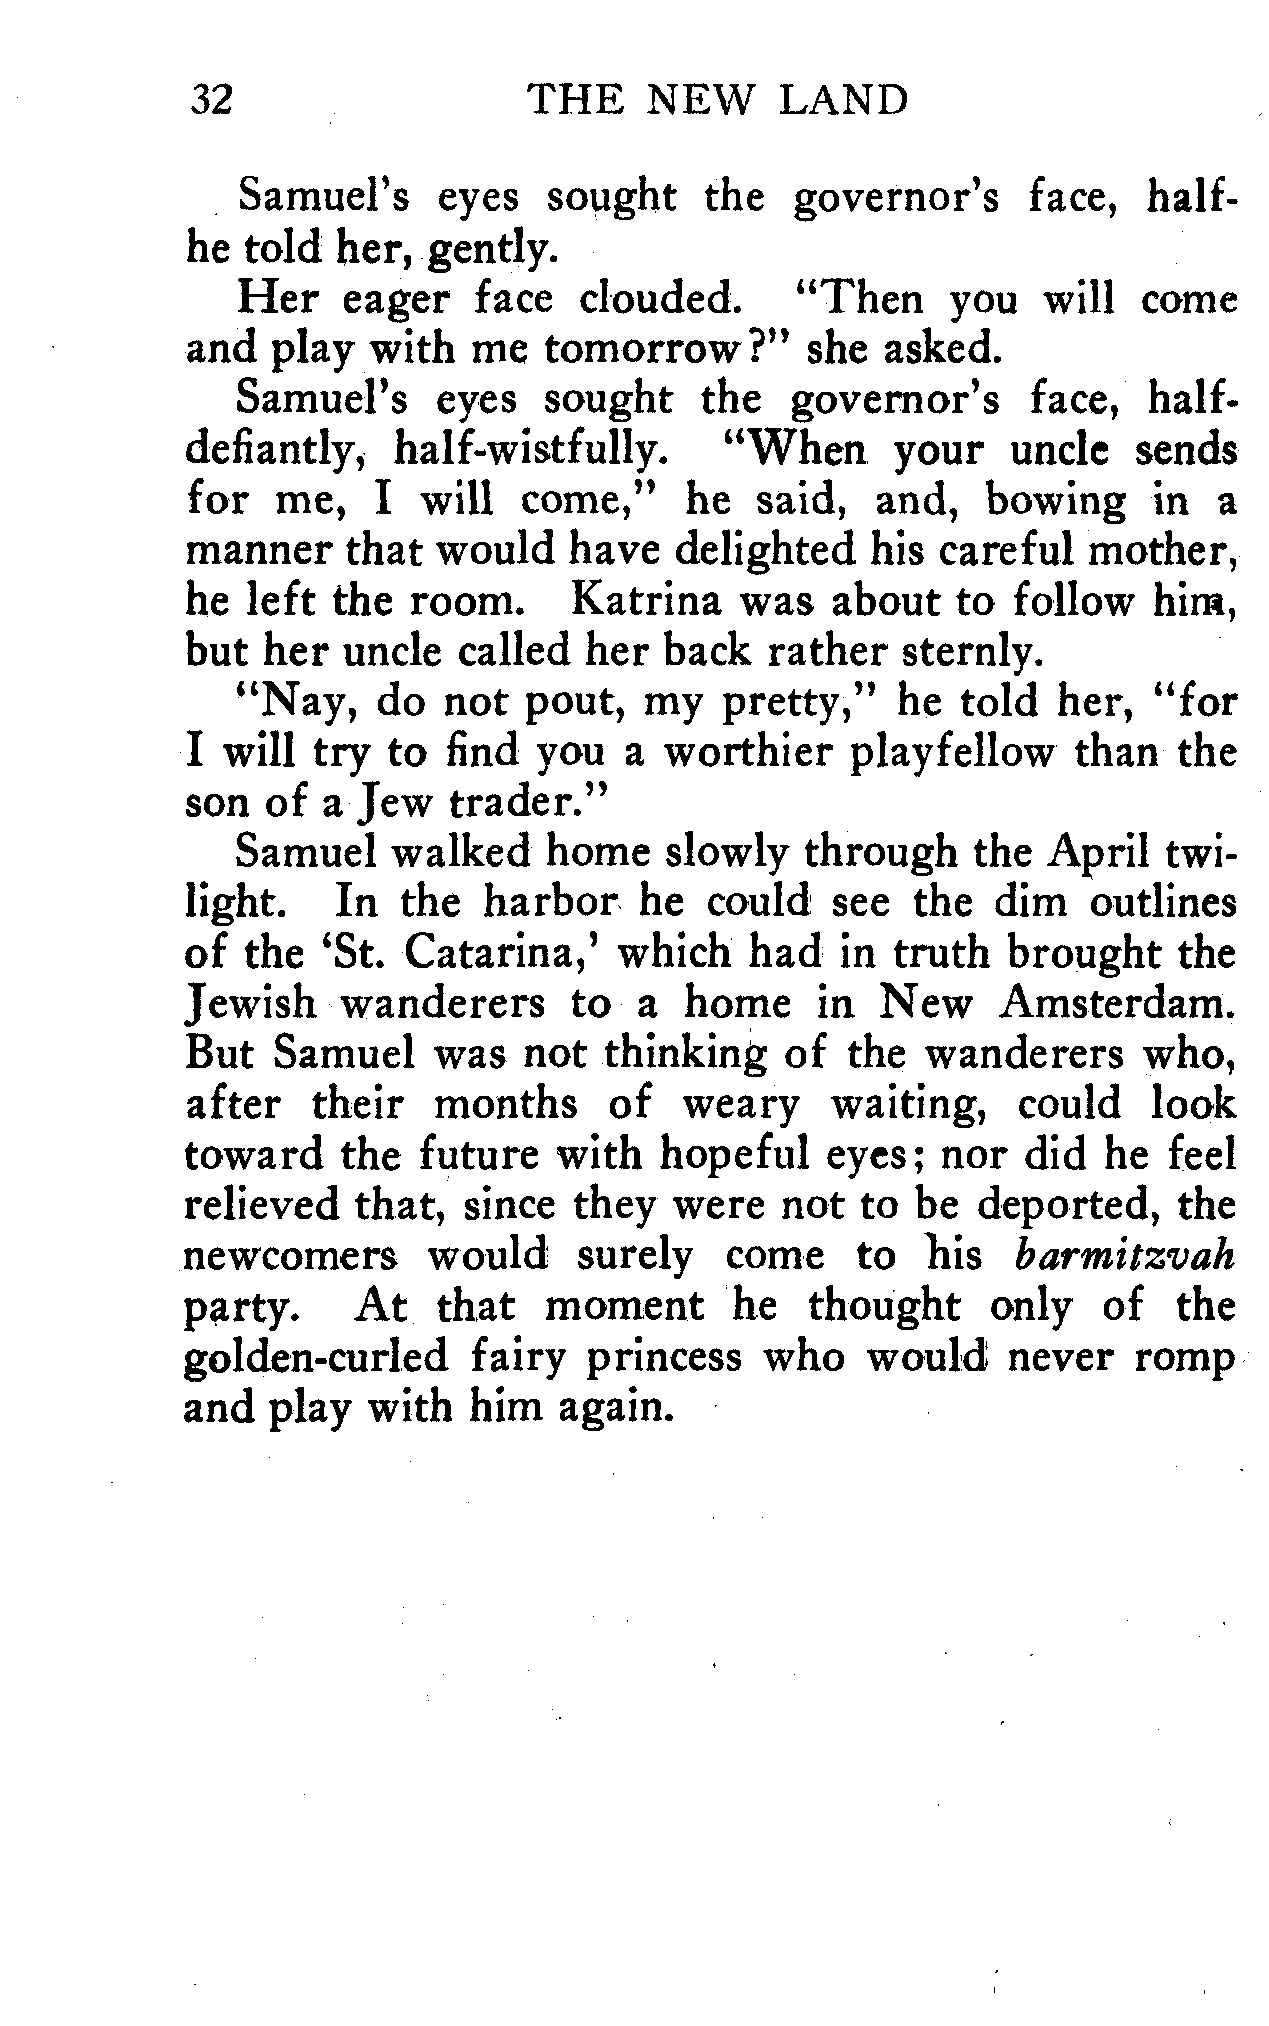 32 THE NEW LAND
Samuel's eyes sought the governor's face, half-
he told her, gently.
Her eager face clouded. "Then you will come
and play with me tomorrow?" she asked.
Samuel's eyes sought the governor's face, half-
defiantly, half-wistfully. "When your uncle sends
for me, I will come," he said, and, bowing in a
manner that would have delighted his careful mother,
he left the room. Katrina was about to follow him,
but her uncle called her back rather sternly.
"Nay, do not pout, my pretty," he told her, "for
I will try to find you a worthier playfellow than the
son of a Jew trader."
Samuel walked home slowly through the April twi-
light. In the harbor he could see the dim outlines
of the 'St. Catarina,' which had in truth brought the
Jewish wanderers to a home in New Amsterdam.
But Samuel was not thinking of the wanderers who,
after their months of weary waiting, could look
toward the future with hopeful eyes; nor did he feel
relieved that, since they were not to be deported, the
newcomers would surely come to his barmitzvah
party. At that moment he thought only of the
golden-curled fairy princess who would never romp
and play with him again.